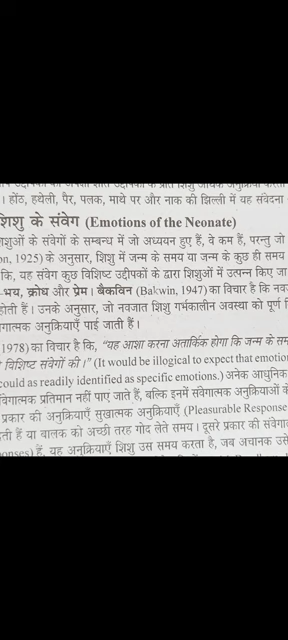 । होंठ, हथेली, पैर, पलक, माथे पर और नाक की झिल्ली में यह संवेदना
शिशु के संवेग (Emotions of the Neonate)
शिशुओं के संवेगों के सम्बन्ध में जो अध्ययन हुए हैं, वे कम हैं, परन्तु जो
on, 1925) के अनुसार, शिशु में जन्म के समय या जन्म के कुछ ही समय
कि, यह संवेग कुछ विशिष्ट उद्दीपकों के द्वारा शिशुओं में उत्पन्न किए जा
-भय, क्रोध और प्रेम। बैकविन (Bakwin, 1947) का विचार है कि नव
होती हैं। उनके अनुसार, जो नवजात शिशु गर्भकालीन अवस्था को पूर्ण
वेगात्मक अनुक्रियाएँ पाई जाती हैं।
1978) का विचार है कि, "यह आशा करना अतार्किक होगा कि जन्म के सम
विशिष्ट संवेगों की।" (It would be illogical to expect that emotion
could as readily identified as specific emotions.) अनेक आधुनिक
वेगात्मक प्रतिमान नहीं पाए जाते हैं, बल्कि इनमें संवेगात्मक अनुक्रियाओं के
प्रकार की अनुक्रियाएँ सुखात्मक अनुक्रियाएँ (Pleasurable Response
ती हैं या बालक को अच्छी तरह गोद लेते समय। दूसरे प्रकार की संवेगा
onses) हैं, यह अनुक्रियाएँ शिशु उस समय करता है, जब अचानक उसे